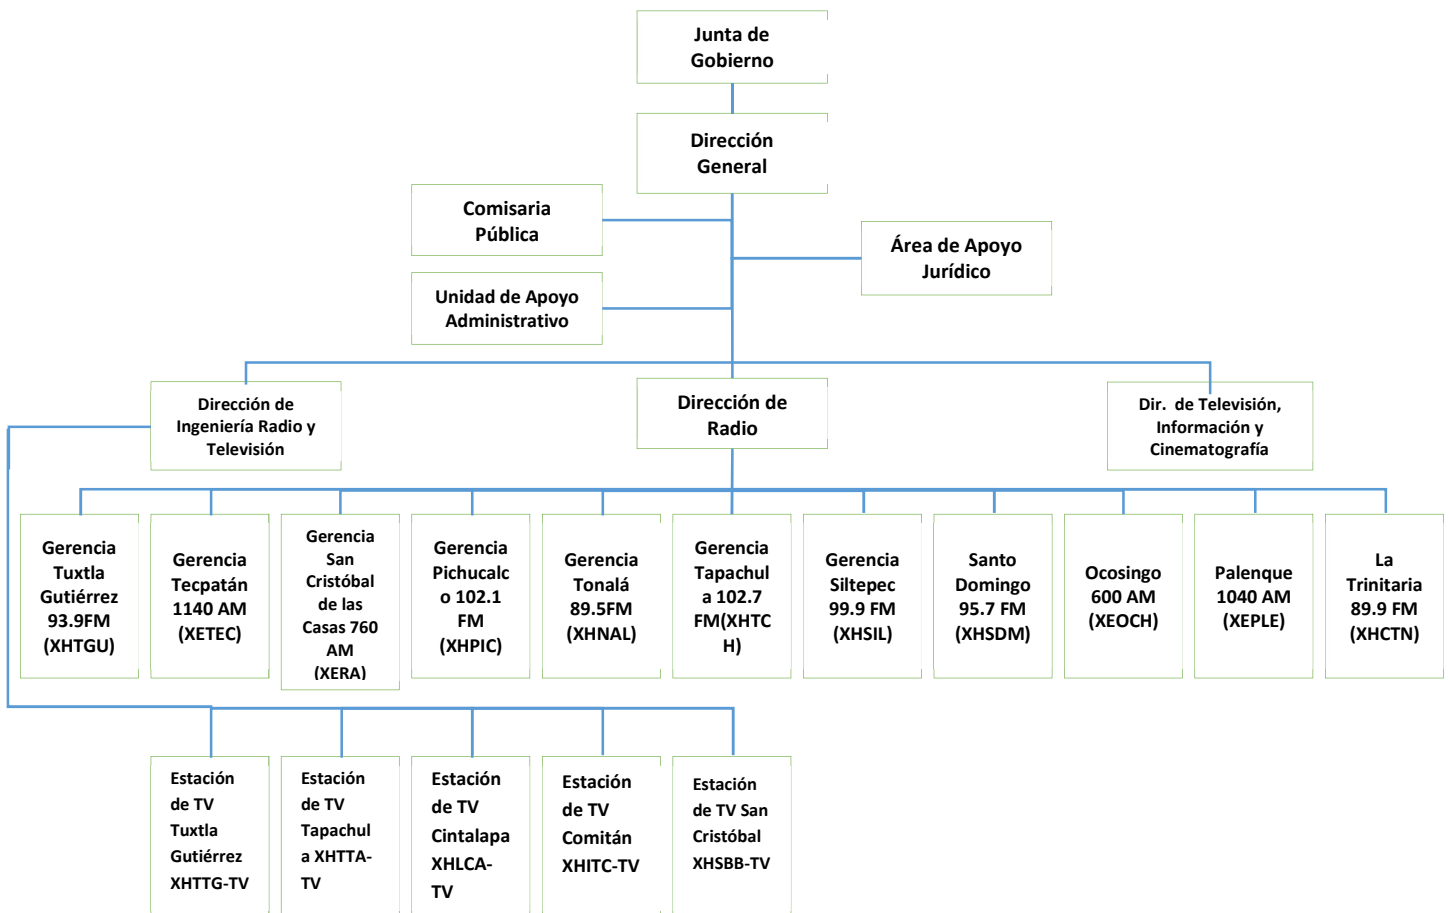 Junta de
Gobierno
Dirección
General
Comisaria
Pública
Área de Apoyo
Jurídico
Unidad de Apoyo
Administrativo
Dirección de
Ingeniería Radio y
Televisión
Dirección de
Radio
Dir. de Televisión,
Información y
Cinematografía
Gerencia
Tuxtla
Gutiérrez
93.9FM
(XHTGU)
Gerencia
Tecpatán
1140 AM
(XETEC)
Gerencia
San
Cristóbal
de las
Casas 760
AM
(XERA)
Gerencia
Pichucalc
o 102.1
FM
(XHPIC)
Gerencia
Tonalá
89.5FM
(XHNAL)
Gerencia
Tapachul
a 102.7
FM(XHTC
H)
Gerencia
Siltepec
99.9 FM
(XHSIL)
Santo
Domingo
95.7 FM
(XHSDM)
Ocosingo
600 AM
(XEOCH)
Palenque
1040 AM
(XEPLE)
La
Trinitaria
89.9 FM
(XHCTN)
Estación
de TV
Tuxtla
Gutiérrez
XHTTG-TV
Estación
de TV
Tapachul
a XHTTA-
TV
Estación
de TV
Cintalapa
XHLCA-
TV
Estación
de TV
Comitán
XHITC-TV
Estación
de TV San
Cristóbal
XHSBB-TV